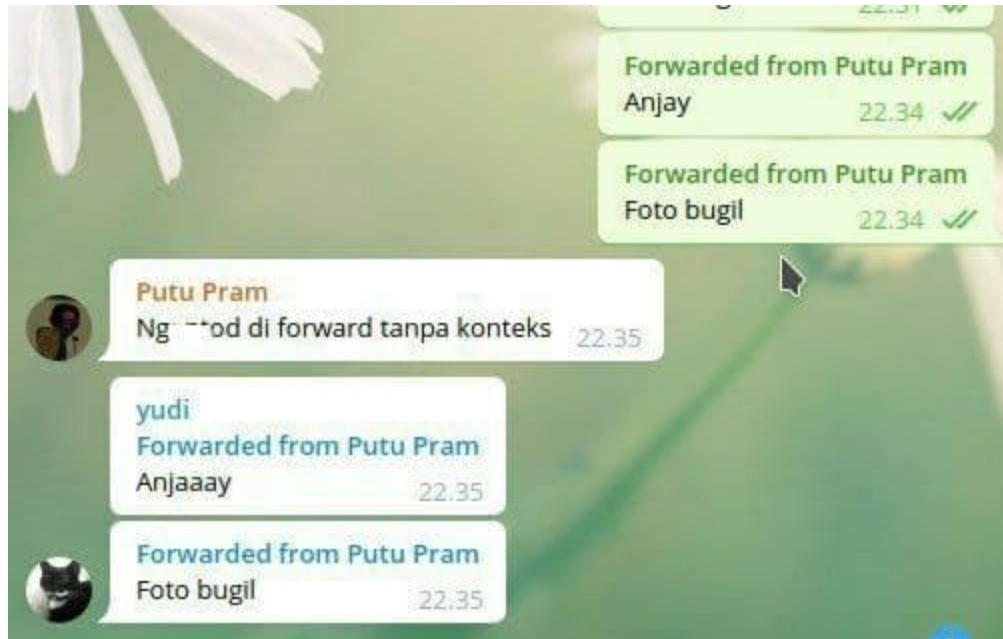 22.31
Forwarded from Putu Pram
Anjay
22.34
Forwarded from Putu Pram
Foto bugil
22.34
Putu Pram
di forward tanpa konteks
22.35
yudi
Forwarded from Putu Pram
Anjaaay
22.35
Forwarded from Putu Pram
Foto bugil
22.35